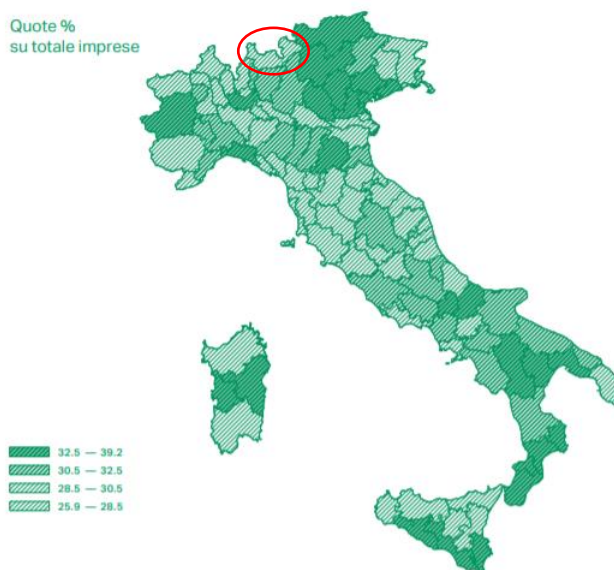 Quote %
su totale imprese
32.5 — 39.2
30.5 — 32.5
28.5 — 30.5
25.9 — 28.5